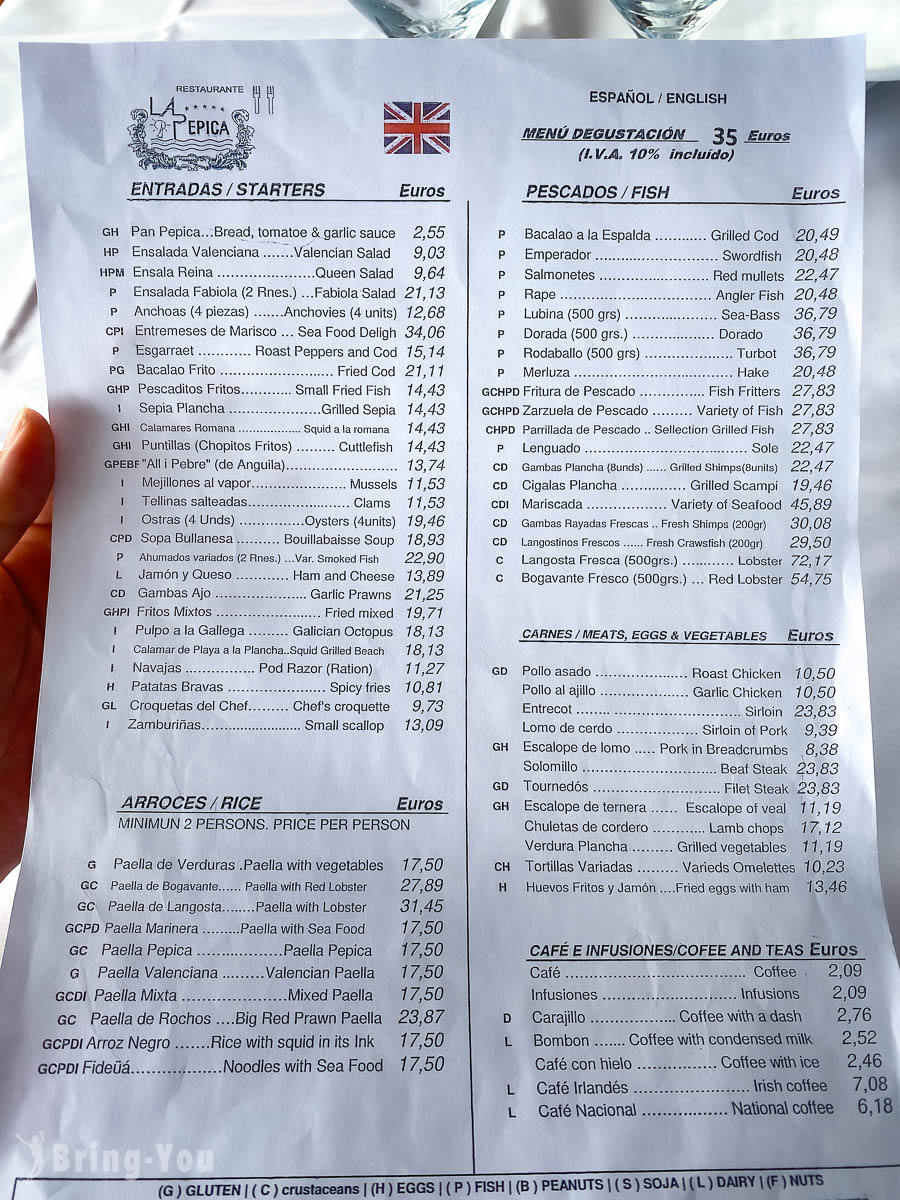 RESTAURANTE
LA PEPICA
ENTRADAS / STARTERS Euros
GH Pan Pepica...Bread, tomatoe & garlic sauce 2,55
HP Ensalada Valenciana .......Valencian Salad 9,03
HPM Ensala Reina ......................Queen Salad 9,64
P Ensalada Fabiola (2 Rnes.) ...Fabiola Salad 21,13
P Anchoas (4 piezas) .......Anchovies (4 units) 12,68
CPI Entremeses de Marisco ... Sea Food Deligh 34,06
P Esgarraet ............ Roast Peppers and Cod 15,14
PG Bacalao Frito ............................. Fried Cod 21,11
GHP Pescaditos Fritos............ Small Fried Fish 14,43
I Sepia Plancha .......................Grilled Sepia 14,43
GHI Calamares Romana .................. Squid a la romana 14,43
GHI Puntillas (Chopitos Fritos) ......... Cuttlefish 14,43
GPEBF "All i Pebre" (de Anguila)............................ 13,74
I Mejillones al vapor....................... Mussels 11,53
I Tellinas salteadas........................... Clams 11,53
I Ostras (4 Unds) ................Oysters (4units) 19,46
CPD Sopa Bullanesa .......... Bouillabaisse Soup 18,93
P Ahumados variados (2 Rnes.) ...Var. Smoked Fish 22,90
L Jamón y Queso ............ Ham and Cheese 13,89
CD Gambas Ajo .......................Garlic Prawns 21,25
GHPI Fritos Mixtos .......................... Fried mixed 19,71
I Pulpo a la Gallega ......... Galician Octopus 18,13
I Calamar de Playa a la Plancha..Squid Grilled Beach 18,13
I Navajas .................... Pod Razor (Ration) 11,27
H Patatas Bravas ........................ Spicy fries 10,81
GL Croquetas del Chef......... Chef's croquette 9,73
I Zamburiñas......................... Small scallop 13,09
ARROCES / RICE Euros
MINIMUN 2 PERSONS. PRICE PER PERSON
G Paella de Verduras .Paella with vegetables 17,50
GC Paella de Bogavante...... Paella with Red Lobster 27,89
GC Paella de Langosta........Paella with Lobster 31,45
GCPD Paella Marinera .........Paella with Sea Food 17,50
GC Paella Pepica ....................Paella Pepica 17,50
G Paella Valenciana .........Valencian Paella 17,50
GCDI Paella Mixta .......................Mixed Paella 17,50
GC Paella de Rochos ....Big Red Prawn Paella 23,87
GCPDI Arroz Negro .......Rice with squid in its Ink 17,50
GCPDI Fideüá..................Noodles with Sea Food 17,50
ESPAÑOL / ENGLISH
MENÚ DEGUSTACIÓN 35 Euros
(I.V.A. 10% incluído)
PESCADOS / FISH Euros
P Bacalao a la Espalda ............ Grilled Cod 20,49
P Emperador .................................. Swordfish 20,48
P Salmonetes ........................... Red mullets 22,47
P Rape ..................................... Angler Fish 20,48
P Lubina (500 grs) ........................ Sea-Bass 36,79
P Dorada (500 grs.) .......................... Dorado 36,79
P Rodaballo (500 grs) ........................ Turbot 36,79
P Merluza ........................................... Hake 20,48
GCHPD Fritura de Pescado ............... Fish Fritters 27,83
GCHPD Zarzuela de Pescado ......... Variety of Fish 27,83
CHPD Parrillada de Pescado .. Sellection Grilled Fish 27,83
P Lenguado .......................................... Sole 22,47
CD Gambas Plancha (8unds) ...... Grilled Shimps(8units) 22,47
CD Cigalas Plancha ................ Grilled Scampi 19,46
CDI Mariscada ................. Variety of Seafood 45,89
CD Gambas Rayadas Frescas .. Fresh Shimps (200gr) 30,08
CD Langostinos Frescos ...... Fresh Crawsfish (200gr) 29,50
C Langosta Fresca (500grs.)............. Lobster 72,17
C Bogavante Fresco (500grs.) ... Red Lobster 54,75
CARNES / MEATS, EGGS & VEGETABLES Euros
GD Pollo asado ........................ Roast Chicken 10,50
Pollo al ajillo ........................ Garlic Chicken 10,50
Entrecot ........................................ Sirloin 23,83
Lomo de cerdo ..................... Sirloin of Pork 9,39
GH Escalope de lomo ..... Pork in Breadcrumbs 8,38
Solomillo ................................. Beaf Steak 23,83
GD Tournedós ................................ Filet Steak 23,83
GH Escalope de ternera ...... Escalope of veal 11,19
Chuletas de cordero ............ Lamb chops 17,12
Verdura Plancha .......... Grilled vegetables 11,19
CH Tortillas Variadas ......... Varieds Omelettes 10,23
H Huevos Fritos y Jamón ....Fried eggs with ham 13,46
CAFÉ E INFUSIONES/COFEE AND TEAS Euros
Café ........................................... Coffee 2,09
Infusiones ................................ Infusions 2,09
D Carajillo .................... Coffee with a dash 2,76
L Bombon ....... Coffee with condensed milk 2,52
Café con hielo ................. Coffee with ice 2,46
L Café Irlandés ........................ Irish coffee 7,08
L Café Nacional ..................... National coffee 6,18
(G ) GLUTEN | ( C ) crustaceans | (H ) EGGS | ( P ) FISH | (B ) PEANUTS | ( S ) SOJA | ( L ) DAIRY | ( F ) NUTS
Bring-You